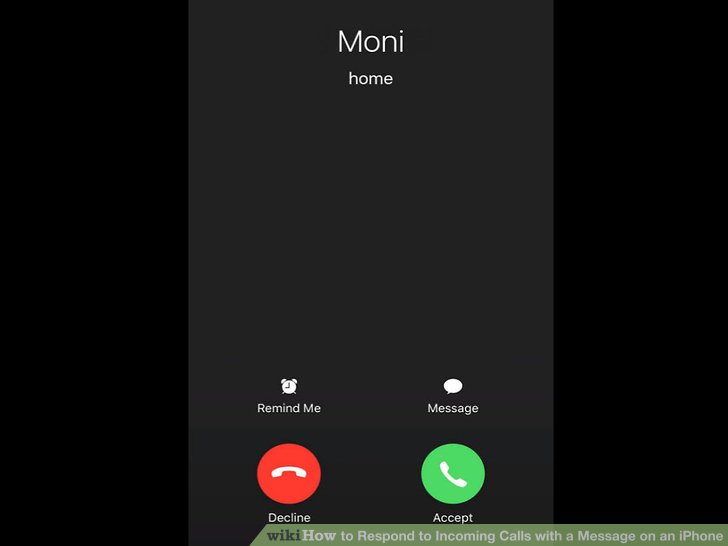 Moni
home
Remind Me Message
Decline Accept
wikiHow to Respond to Incoming Calls with a Message on an iPhone